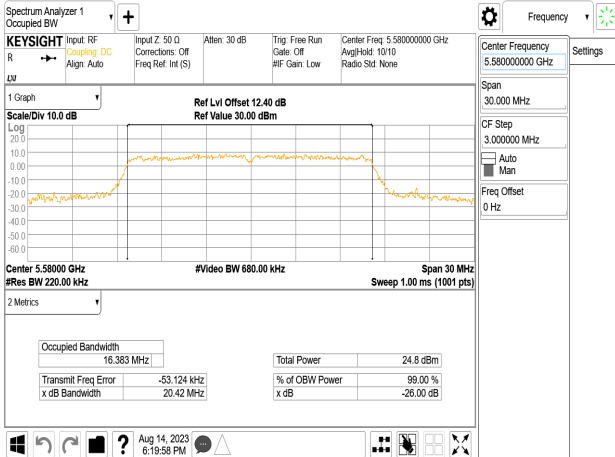 Spectrum Analyzer 1
Occupied BW
Frequency
KEYSIGHT
R
Input: RF
Coupling: DC
Align: Auto
Input Z: 50 Ω
Corrections: Off
Freq Ref: Int (S)
Atten: 30 dB
Trig: Free Run
Gate: Off
#IF Gain: Low
Center Freq: 5.580000000 GHz
Avg|Hold: 10/10
Radio Std: None
Center Frequency
5.580000000 GHz
Settings
Span
30.000 MHz
CF Step
3.000000 MHz
Auto
Man
Freq Offset
0 Hz
1 Graph
Scale/Div 10.0 dB
Ref Lvl Offset 12.40 dB
Ref Value 30.00 dBm
Log
20.0
10.0
0.00
-10.0
-20.0
-30.0
-40.0
-50.0
-60.0
Center 5.58000 GHz
#Video BW 680.00 kHz
Span 30 MHz
#Res BW 220.00 kHz
Sweep 1.00 ms (1001 pts)
2 Metrics
Occupied Bandwidth
16.383 MHz
Total Power 24.8 dBm
Transmit Freq Error -53.124 kHz
% of OBW Power 99.00 %
x dB Bandwidth 20.42 MHz
x dB -26.00 dB
?
Aug 14, 2023
6:19:58 PM